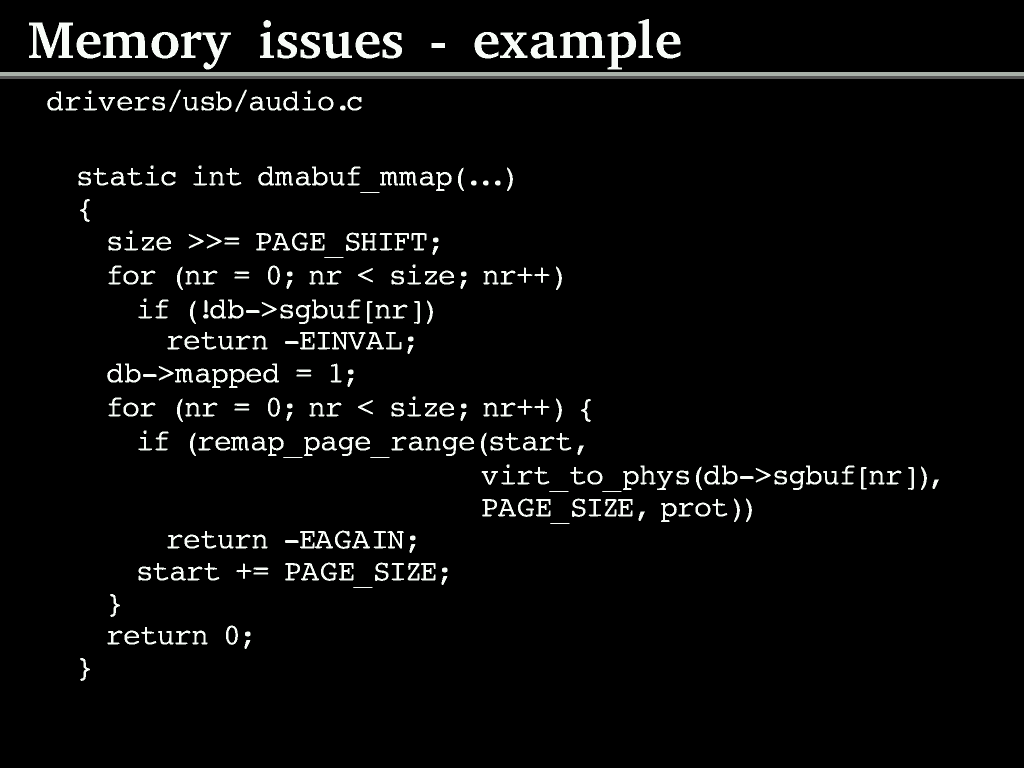 Memory issues - example
drivers/usb/audio.c
static int dmabuf_mmap(...)
{
size >>= PAGE_SHIFT;
for (nr = 0; nr < size; nr++)
if (!db->sgbuf[nr])
return -EINVAL;
db->mapped = 1;
for (nr = 0; nr < size; nr++) {
if (remap_page_range(start,
virt_to_phys(db->sgbuf[nr]),
PAGE_SIZE, prot))
return -EAGAIN;
start += PAGE_SIZE;
}
return 0;
}